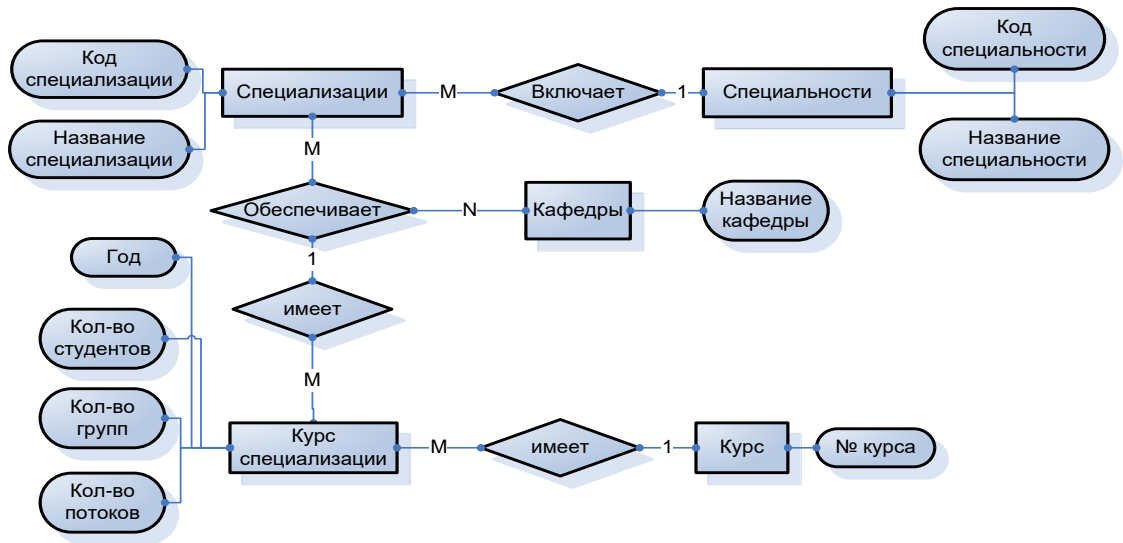 Код
специализации
Название
специализации
Специализации
М
Включает
1
Специальности
Код
специальности
Название
специальности
М
Обеспечивает
N
Кафедры
Название
кафедры
1
имеет
М
Год
Кол-во
студентов
Кол-во
групп
Кол-во
потоков
Курс
специализации
М
имеет
1
Курс
№ курса